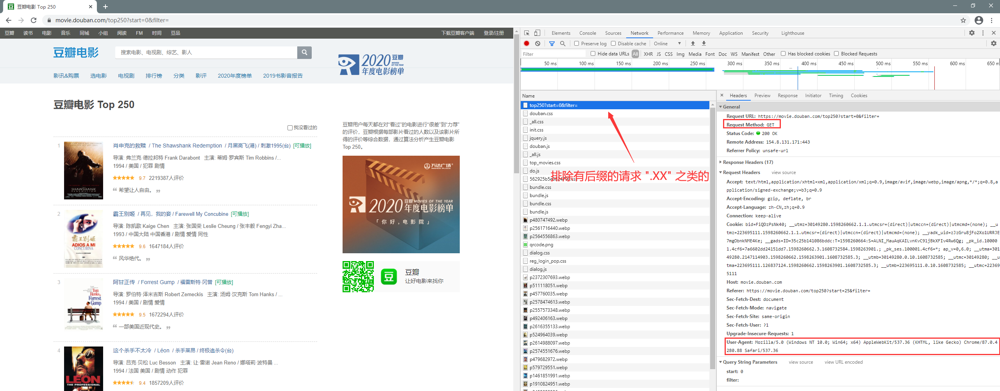 豆瓣电影 Top 250
movie.douban.com/top250?start=0&filter=
豆瓣 读书 电影 音乐 同城 小组 阅读 FM 时间 豆品 下载豆瓣客户端 登录/注册
豆瓣电影
搜索电影、电视剧、综艺、影人
2020 豆瓣 MOVIES OF THE YEAR
年度电影榜单
影讯&购票 选电影 电视剧 排行榜 分类 影评 2020年度榜单 2019书影音报告
豆瓣电影 Top 250
我没看过的
1
肖申克的救赎 / The Shawshank Redemption / 月黑高飞(港) / 刺激1995(台) [可播放]
导演: 弗兰克·德拉邦特 Frank Darabont 主演: 蒂姆·罗宾斯 Tim Robbins /...
1994 / 美国 / 犯罪 剧情
9.7 2219387人评价
“ 希望让人自由。 ”
SHAWSHANK
REDEMPTION
2
霸王别姬 / 再见，我的妾 / Farewell My Concubine [可播放]
导演: 陈凯歌 Kaige Chen 主演: 张国荣 Leslie Cheung / 张丰毅 Fengyi Zha...
1993 / 中国大陆 中国香港 / 剧情 爱情 同性
9.6 1647184人评价
“ 风华绝代。 ”
霸王别姬
ADIOS A MI
CONCUBINA
3
阿甘正传 / Forrest Gump / 福雷斯特·冈普 [可播放]
导演: 罗伯特·泽米吉斯 Robert Zemeckis 主演: 汤姆·汉克斯 Tom Hanks / ...
1994 / 美国 / 剧情 爱情
9.5 1672294人评价
“ 一部美国近现代史。 ”
Tom
Hanks
Forrest
Gump
4
这个杀手不太冷 / Léon / 杀手莱昂 / 终极追杀令(台)
导演: 吕克·贝松 Luc Besson 主演: 让·雷诺 Jean Reno / 娜塔莉·波特曼 ...
1994 / 法国 美国 / 剧情 动作 犯罪
9.4 1857209人评价
LEON
THE PROFESSIONAL
豆瓣用户每天都在对“看过”的电影进行“很差”到“力荐”
的评价，豆瓣根据每部影片看过的人数以及该影片所
得的评价等综合数据，通过算法分析产生豆瓣电影
Top 250。
万达广场
WANDA PLAZA
2020 豆瓣 MOVIES OF THE YEAR
年度电影榜单
「 你 好 , 电 影 院 」
豆
豆瓣
让好电影来找你
Elements Console Sources Network Performance Memory Application Security Lighthouse
Preserve log Disable cache Online
Filter Hide data URLs All XHR JS CSS Img Media Font Doc WS Manifest Other Has blocked cookies Blocked Requests
50 ms 100 ms 150 ms 200 ms 250 ms 300 ms 350 ms 400 ms 450 ms 500 ms 550 ms 600 ms 650 m
Name
top250?start=0&filter=
douban.css
_all.css
init.css
jquery.js
douban.js
_all.js
top_movies.css
do.js
排除有后缀的请求 ".XX" 之类的
bundle.css
bundle.js
bundle.css
bundle.js
p480747492.webp
p2561716440.webp
p2564556863.webp
qrcode.png
dialog.css
reg_login_pop.css
dialog.js
p2372307693.webp
p511118051.webp
p457760035.webp
p2578474613.webp
p2557573348.webp
p492406163.webp
p2616355133.webp
p524964039.webp
p2614988097.webp
p2574551676.webp
p479682972.webp
p579729551.webp
p1461851991.webp
p1910824951.webp
Headers Preview Response Initiator Timing Cookies
General
Request URL: https://movie.douban.com/top250?start=0&filter=
Request Method: GET
Status Code: 200 OK
Remote Address: 154.8.131.171:443
Referrer Policy: unsafe-url
Response Headers (17)
Request Headers view source
Accept: text/html,application/xhtml+xml,application/xml;q=0.9,image/avif,image/webp,image/apng,*/*;q=0.8,a
pplication/signed-exchange;v=b3;q=0.9
Accept-Encoding: gzip, deflate, br
Accept-Language: zh-CN,zh;q=0.9
Connection: keep-alive
Cookie: bid=FiQDzPsNk40; __utmz=30149280.1598260662.1.1.utmcsr=(direct)|utmccn=(direct)|utmcmd=(none); __u
tmz=223695111.1598260662.1.1.utmcsr=(direct)|utmccn=(direct)|utmcmd=(none); __yadk_uid=zJzGru8jFo2Xo1URRJE
7mgObnkNME4Ke; __gads=ID=35c25b141086bddc:T=1598260664:S=ALNI_MauAqKAILvnKvC9ljBkXFIv4Rw6Qg; _pk_id.10000
1.4cf6=7a6602dd24151dd7.1598260662.3.1608732584.1598263901.; _pk_ses.100001.4cf6=*; ap_v=0,6.0; __utma=301
49280.2147114903.1598260662.1598263901.1608732585.3; __utmb=30149280.0.10.1608732585; __utmc=30149280; __u
tma=223695111.126837124.1598260662.1598263901.1608732585.3; __utmb=223695111.0.10.1608732585; __utmc=22369
5111
Host: movie.douban.com
Referer: https://movie.douban.com/top250?start=25&filter=
Sec-Fetch-Dest: document
Sec-Fetch-Mode: navigate
Sec-Fetch-Site: same-origin
Sec-Fetch-User: ?1
Upgrade-Insecure-Requests: 1
User-Agent: Mozilla/5.0 (Windows NT 10.0; Win64; x64) AppleWebKit/537.36 (KHTML, like Gecko) Chrome/87.0.4
280.88 Safari/537.36
Query String Parameters view source view URL encoded
start: 0
filter: